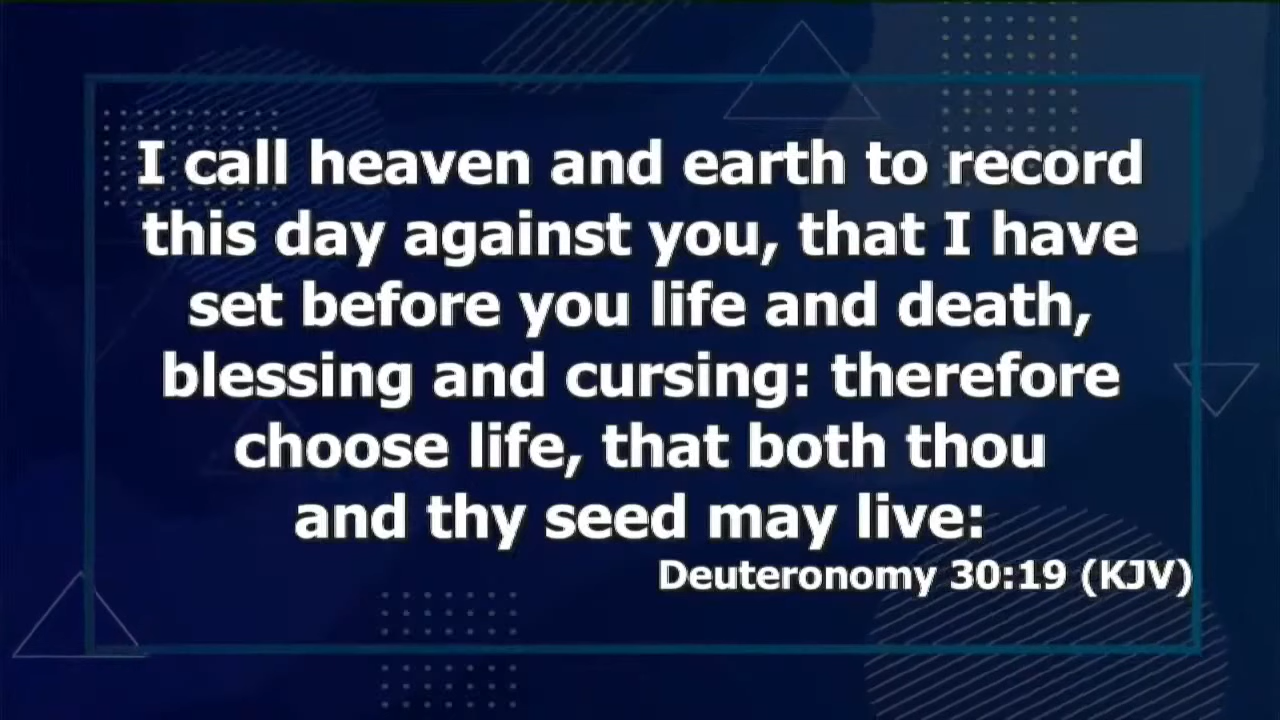 I call heaven and earth to record
this day against you, that I have
set before you life and death,
blessing and cursing: therefore
choose life, that both thou
and thy seed may live:
Deuteronomy 30:19 (KJV)